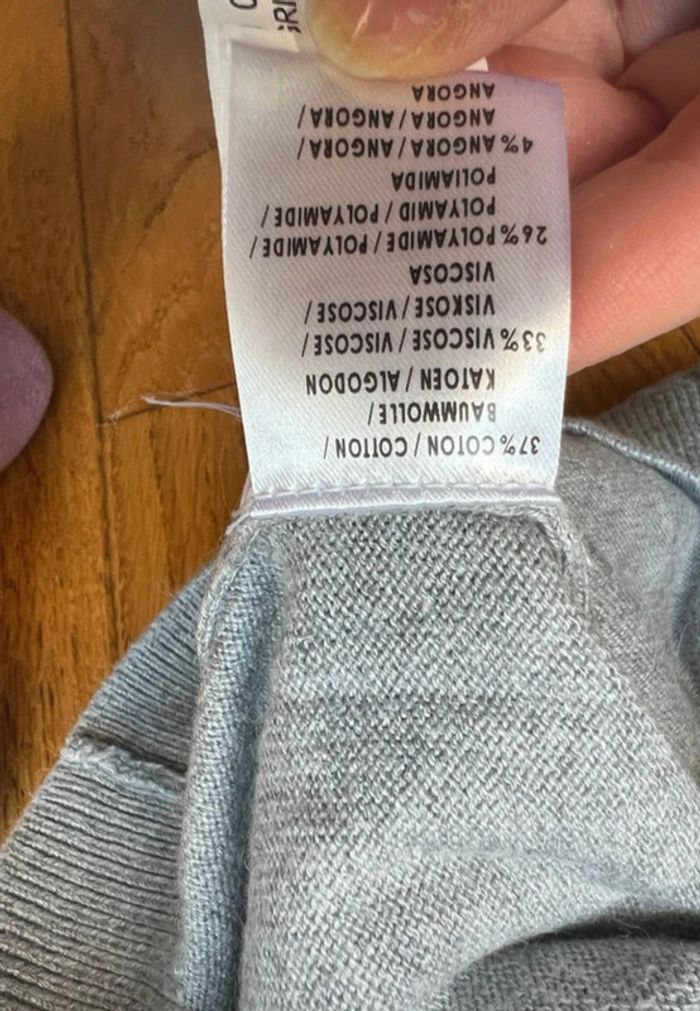 37% COTON / COTTON /
BAUMWOLLE /
KATOEN / ALGODON
33% VISCOSE / VISCOSE /
VISKOSE / VISCOSE /
VISCOSA
26% POLYAMIDE / POLYAMIDE /
POLYAMID / POLYAMIDE /
POLIAMIDA
4% ANGORA / ANGORA /
ANGORA / ANGORA /
ANGORA